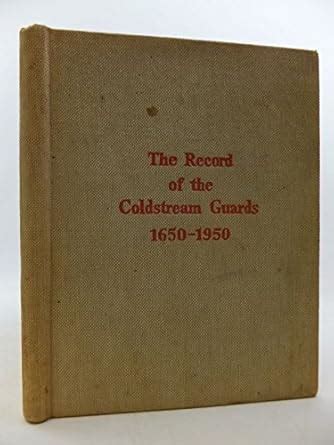 The Record
of the
Coldstream Guards
1650-1950